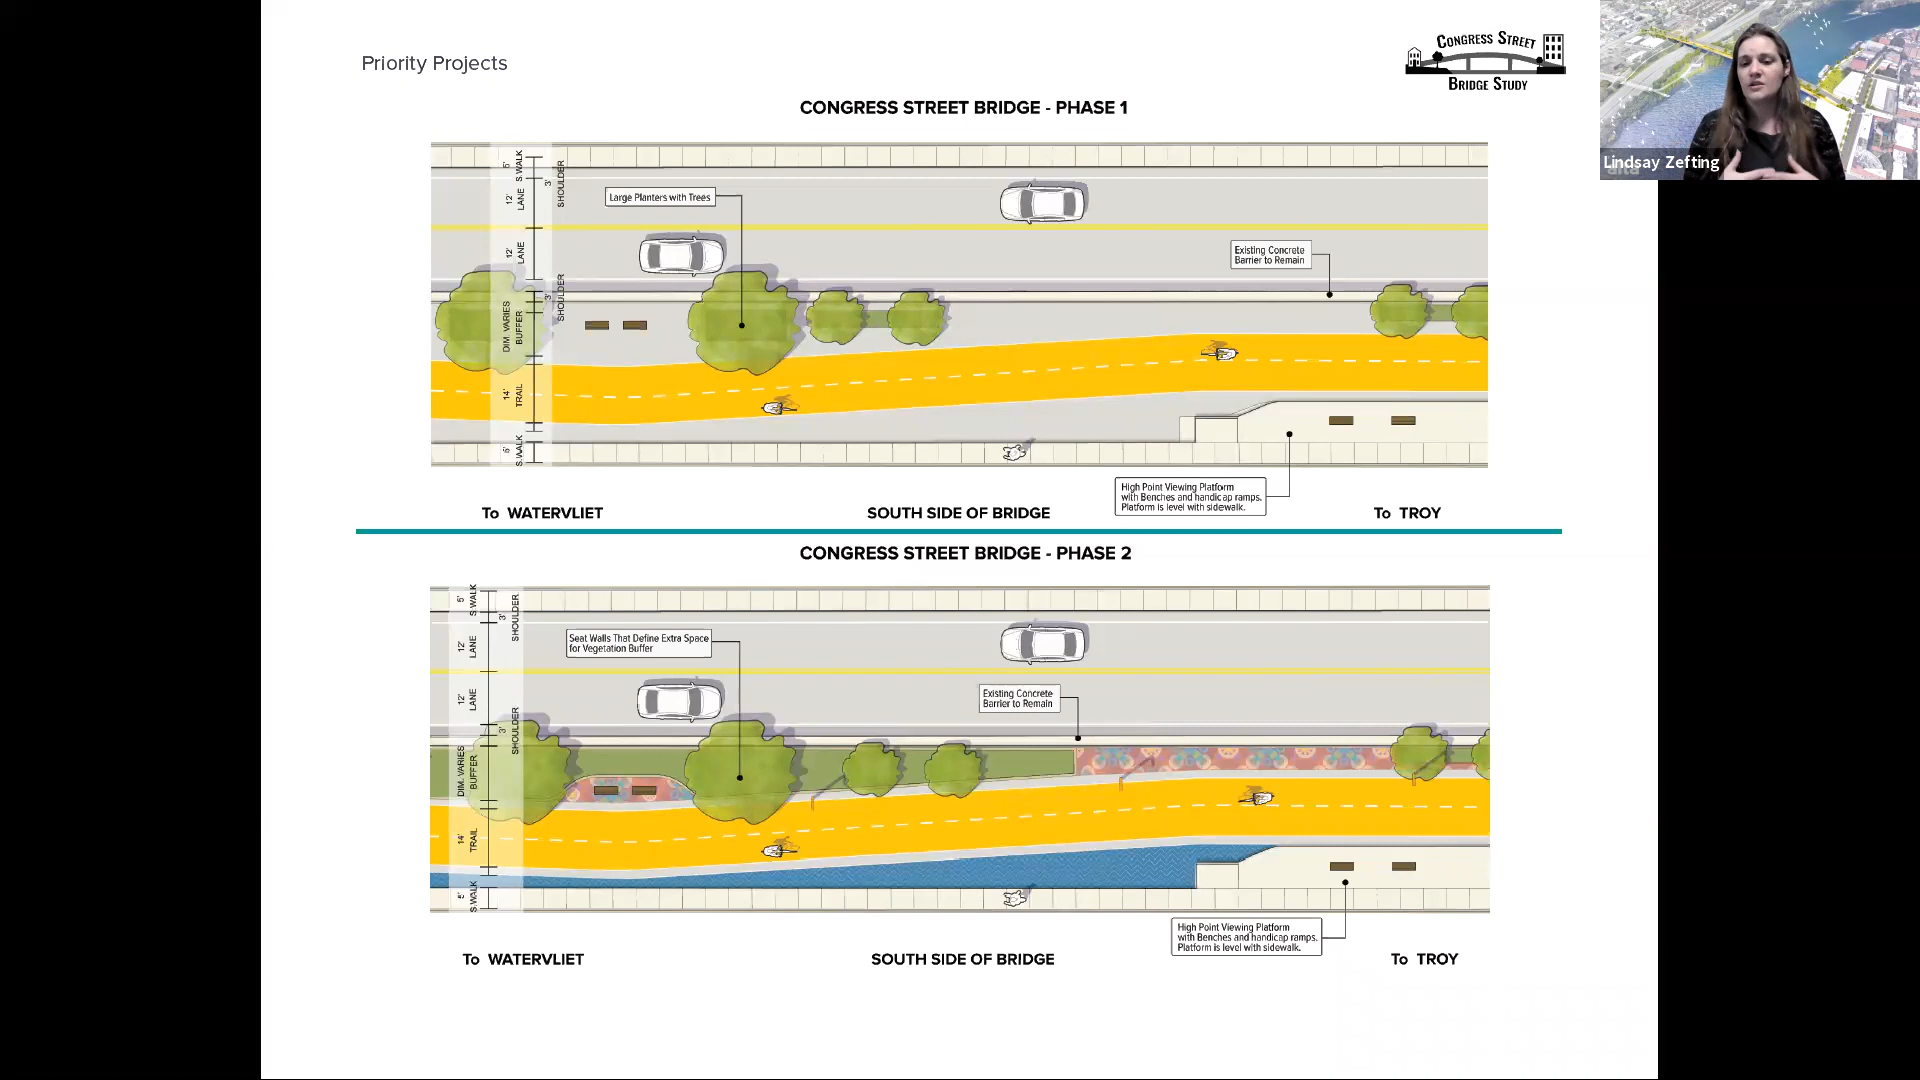 Priority Projects
CONGRESS STREET
BRIDGE STUDY
Lindsay Zefting
alta
CONGRESS STREET BRIDGE - PHASE 1
5'
S.WALK
3'
SHOULDER
12'
LANE
12'
LANE
3'
SHOULDER
DIM. VARIES
BUFFER
14'
TRAIL
5'
S.WALK
Large Planters with Trees
Existing Concrete
Barrier to Remain
High Point Viewing Platform
with Benches and handicap ramps.
Platform is level with sidewalk.
To WATERVLIET
SOUTH SIDE OF BRIDGE
To TROY
CONGRESS STREET BRIDGE - PHASE 2
5'
S.WALK
3'
SHOULDER
12'
LANE
12'
LANE
3'
SHOULDER
DIM. VARIES
BUFFER
14'
TRAIL
5'
S.WALK
Seat Walls That Define Extra Space
for Vegetation Buffer
Existing Concrete
Barrier to Remain
High Point Viewing Platform
with Benches and handicap ramps.
Platform is level with sidewalk.
To WATERVLIET
SOUTH SIDE OF BRIDGE
To TROY